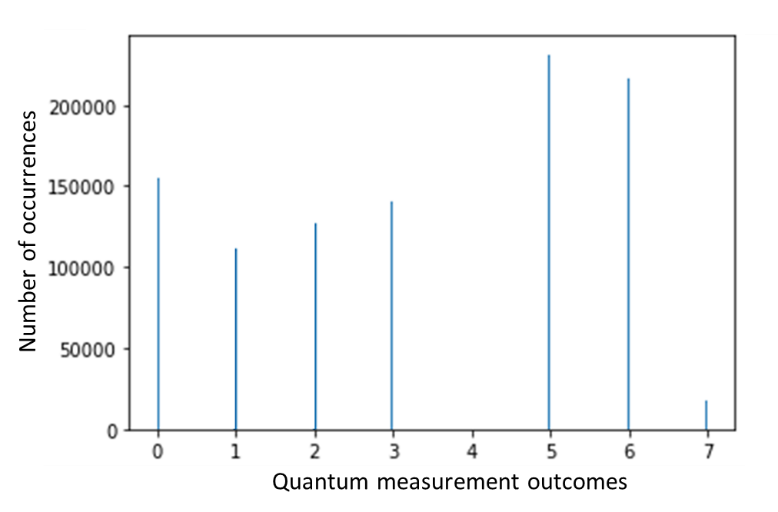 Number of occurrences
200000
150000
100000
50000
0
0 1 2 3 4 5 6 7
Quantum measurement outcomes